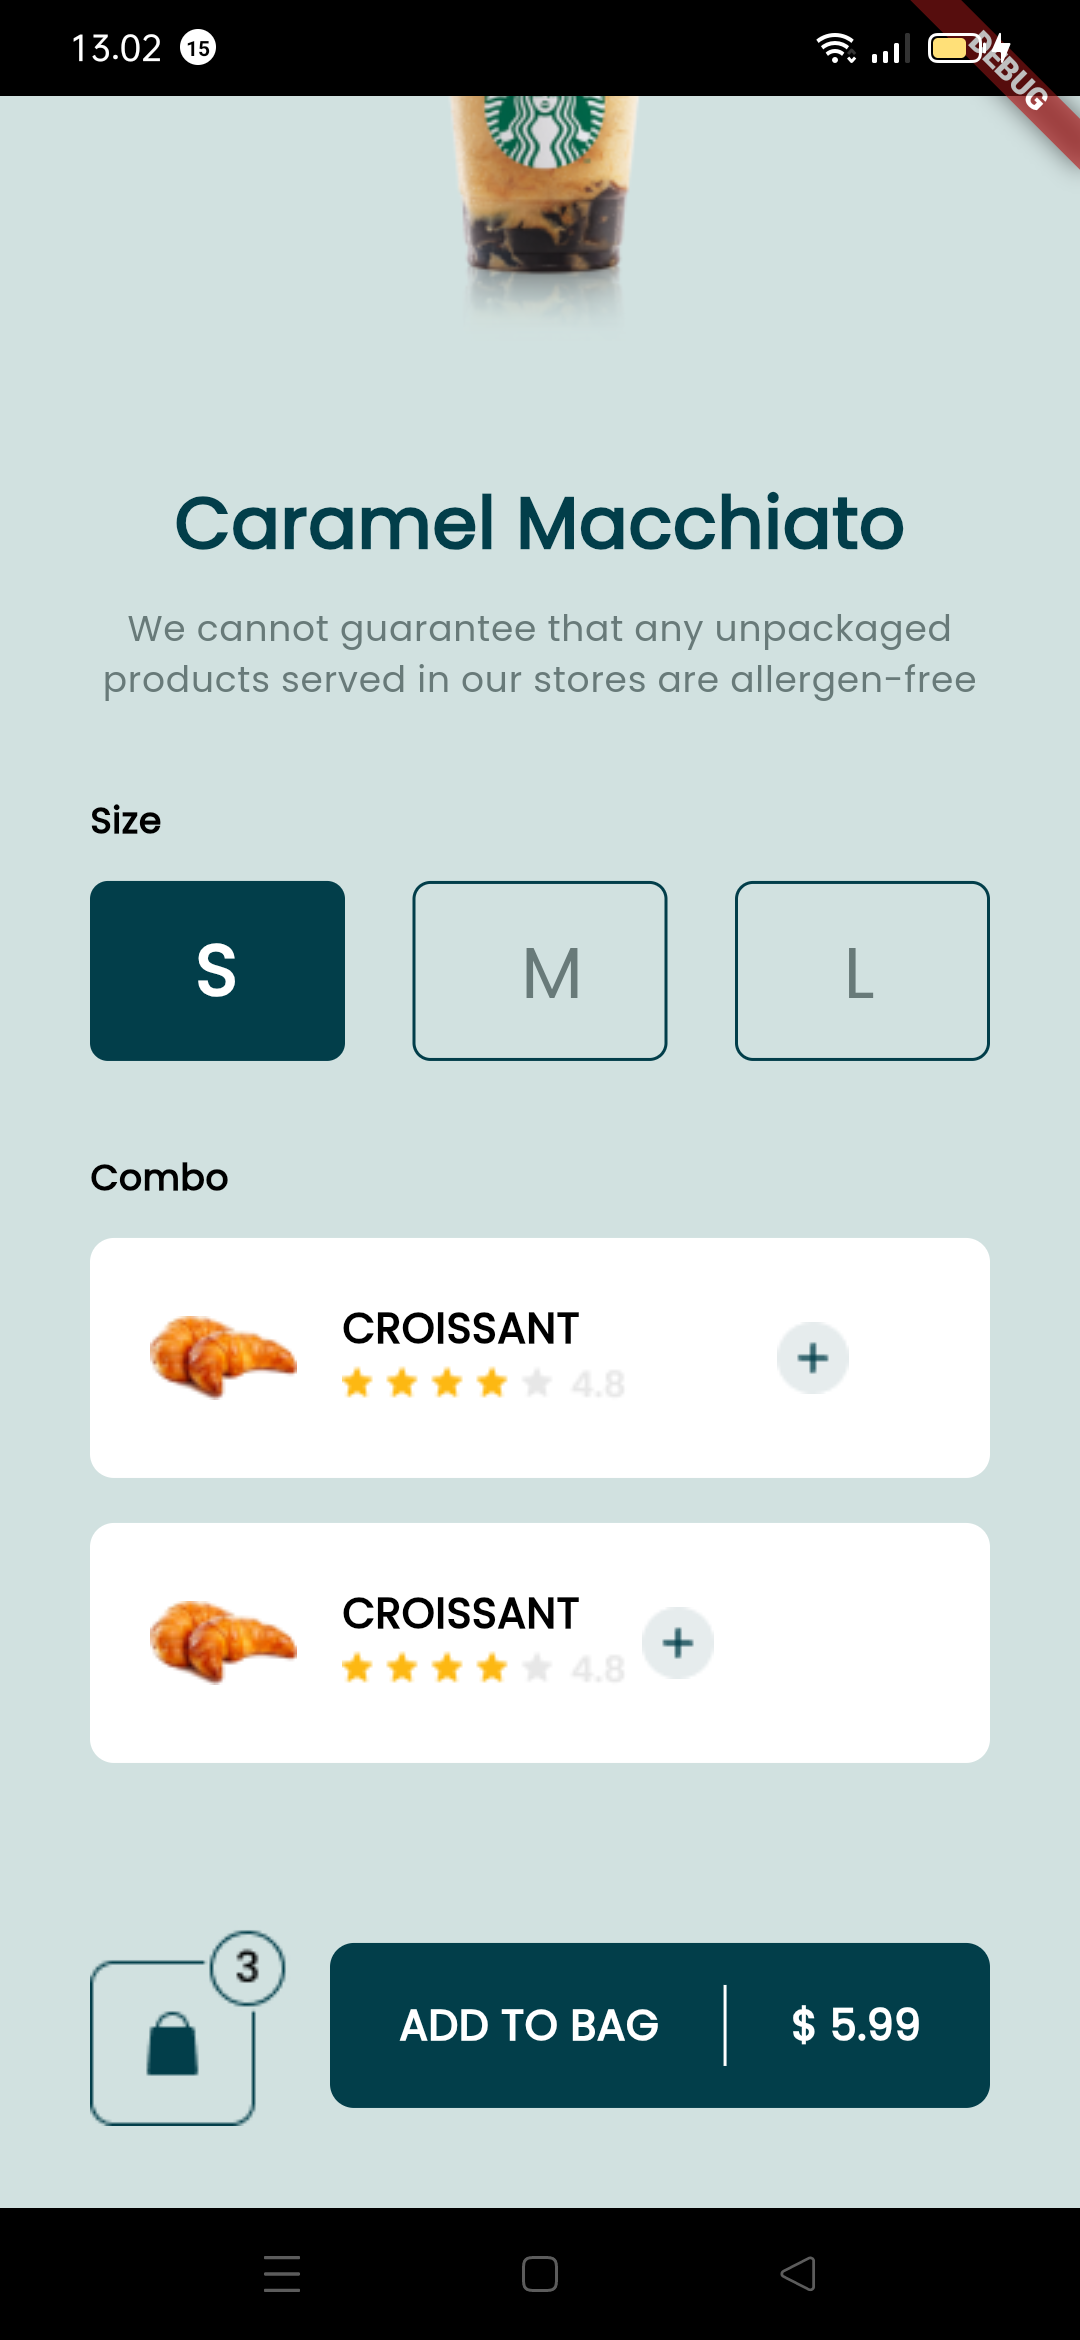 13.02 15
DEBUG
Caramel Macchiato
We cannot guarantee that any unpackaged
products served in our stores are allergen-free
Size
S M L
Combo
CROISSANT
4.8
CROISSANT
4.8
3
ADD TO BAG $ 5.99